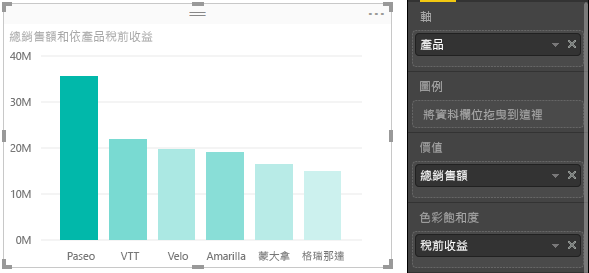 總銷售額和依產品稅前收益
40M
30M
20M
10M
0M
Paseo VTT Velo Amarilla 蒙大拿 格瑞那達
軸
產品
圖例
將資料欄位拖曳到這裡
價值
總銷售額
色彩飽和度
稅前收益